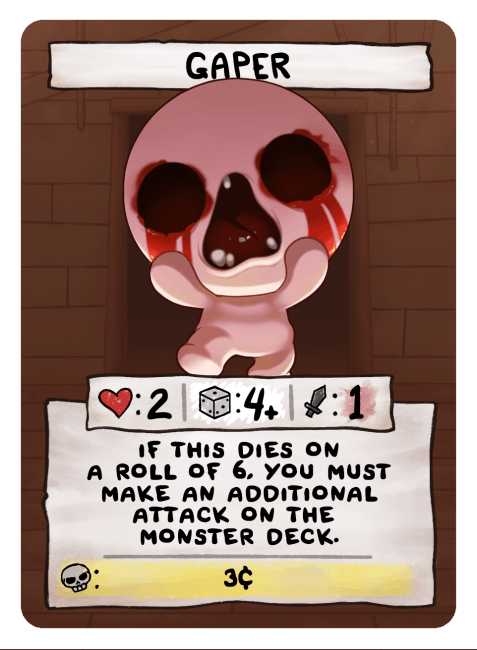 GAPER
:2 :4+ :1
IF THIS DIES ON
A ROLL OF 6, YOU MUST
MAKE AN ADDITIONAL
ATTACK ON THE
MONSTER DECK.
: 3¢